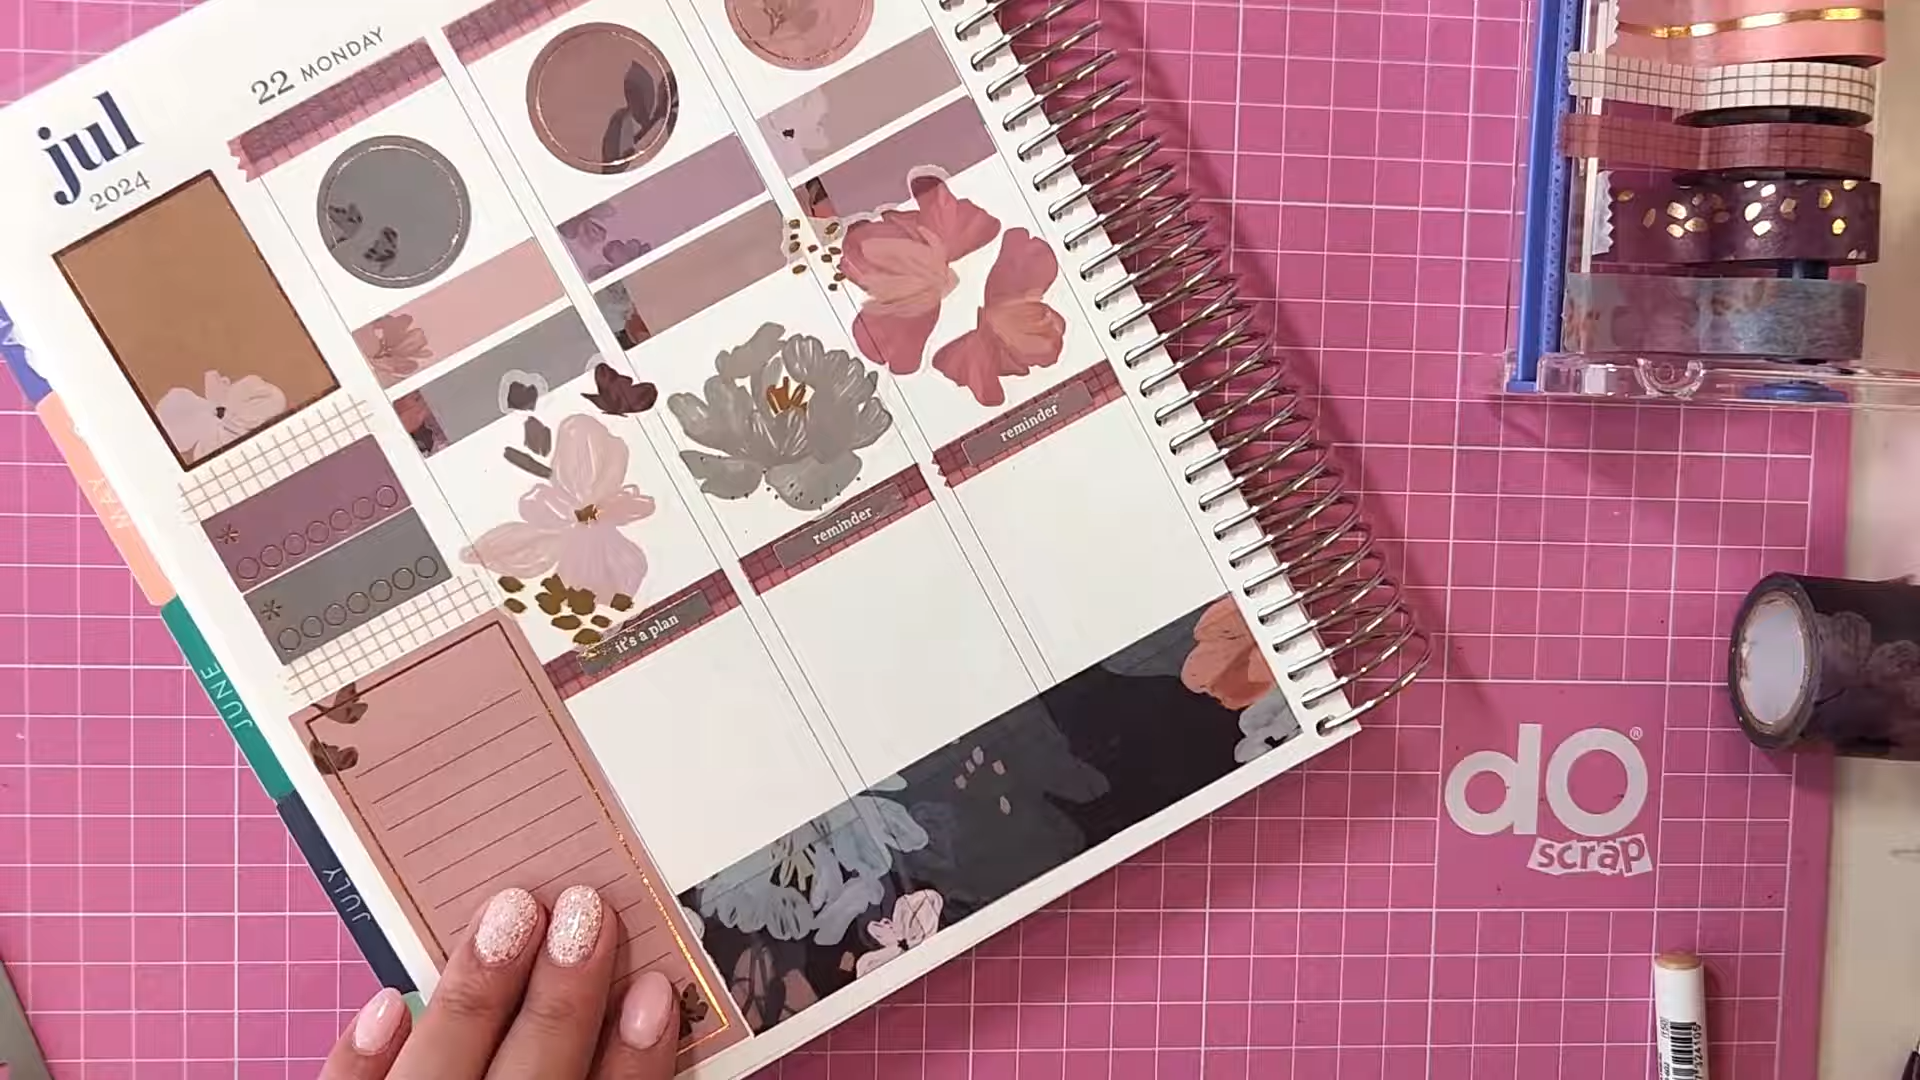 22 MONDAY
jul
2024
reminder
reminder
it's a plan
MAY
JUNE
JULY
dO®
scrap